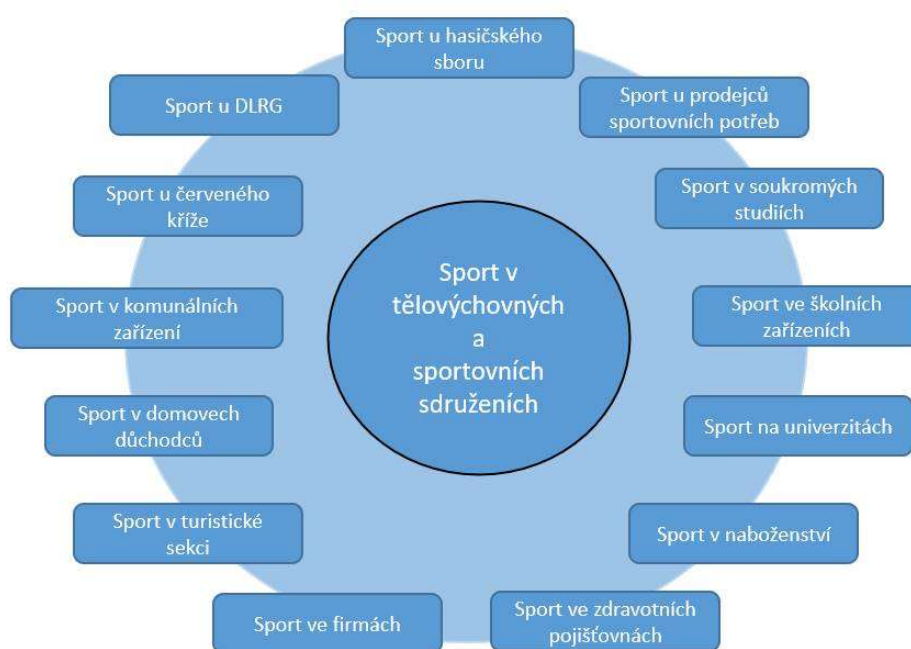 Sport u hasičského
sboru
Sport u DLRG
Sport u prodejců
sportovních potřeb
Sport u červeného
kříže
Sport v soukromých
studiích
Sport v
tělovýchovných
a
sportovních
sdruženích
Sport v komunálních
zařízení
Sport ve školních
zařízeních
Sport v domovech
důchodců
Sport na univerzitách
Sport v turistické
sekci
Sport v naboženství
Sport ve firmách
Sport ve zdravotních
pojišťovnách